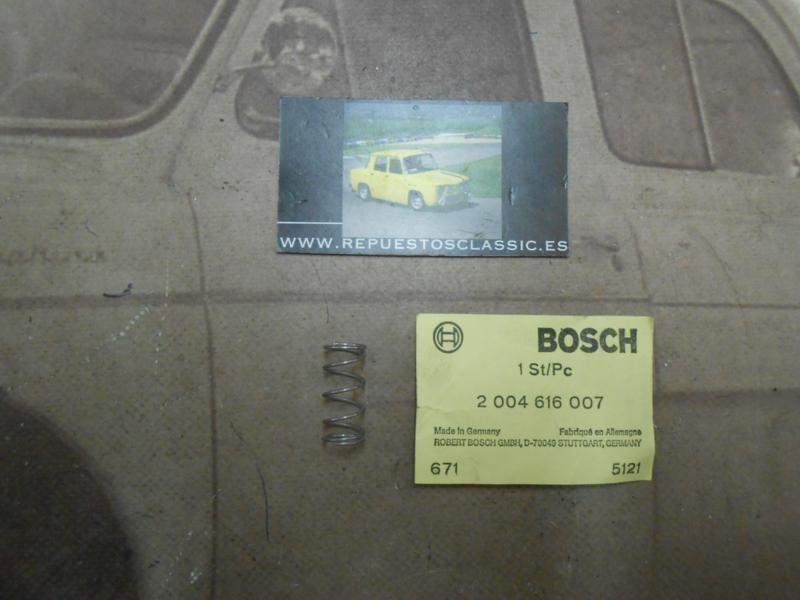 WWW.REPUESTOSCLASSIC.ES
BOSCH
1 St/Pc
2 004 616 007
Made in Germany Fabriqué en Allemagne
ROBERT BOSCH GMBH, D-70049 STUTTGART, GERMANY
671 5121